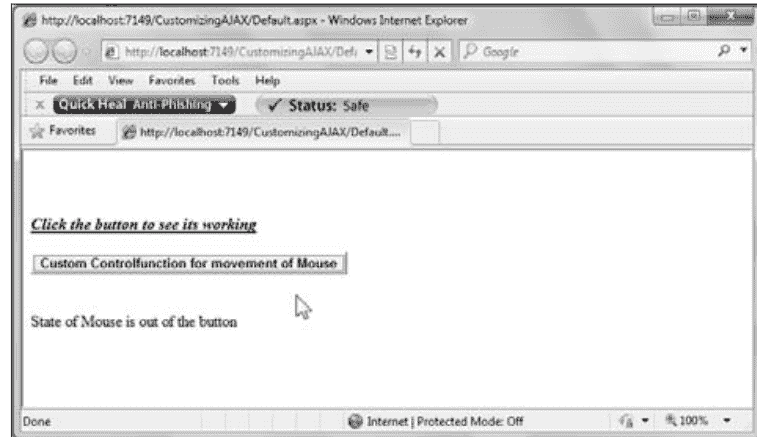 http://localhost:7149/CustomizingAJAX/Default.aspx - Windows Internet Explorer
http://localhost:7149/CustomizingAJAX/Defa
Google
File Edit View Favorites Tools Help
Quick Heal Anti-Phishing
Status: Safe
Favorites
http://localhost:7149/CustomizingAJAX/Default....
Click the button to see its working
Custom Controlfunction for movement of Mouse
State of Mouse is out of the button
Done
Internet | Protected Mode: Off
100%